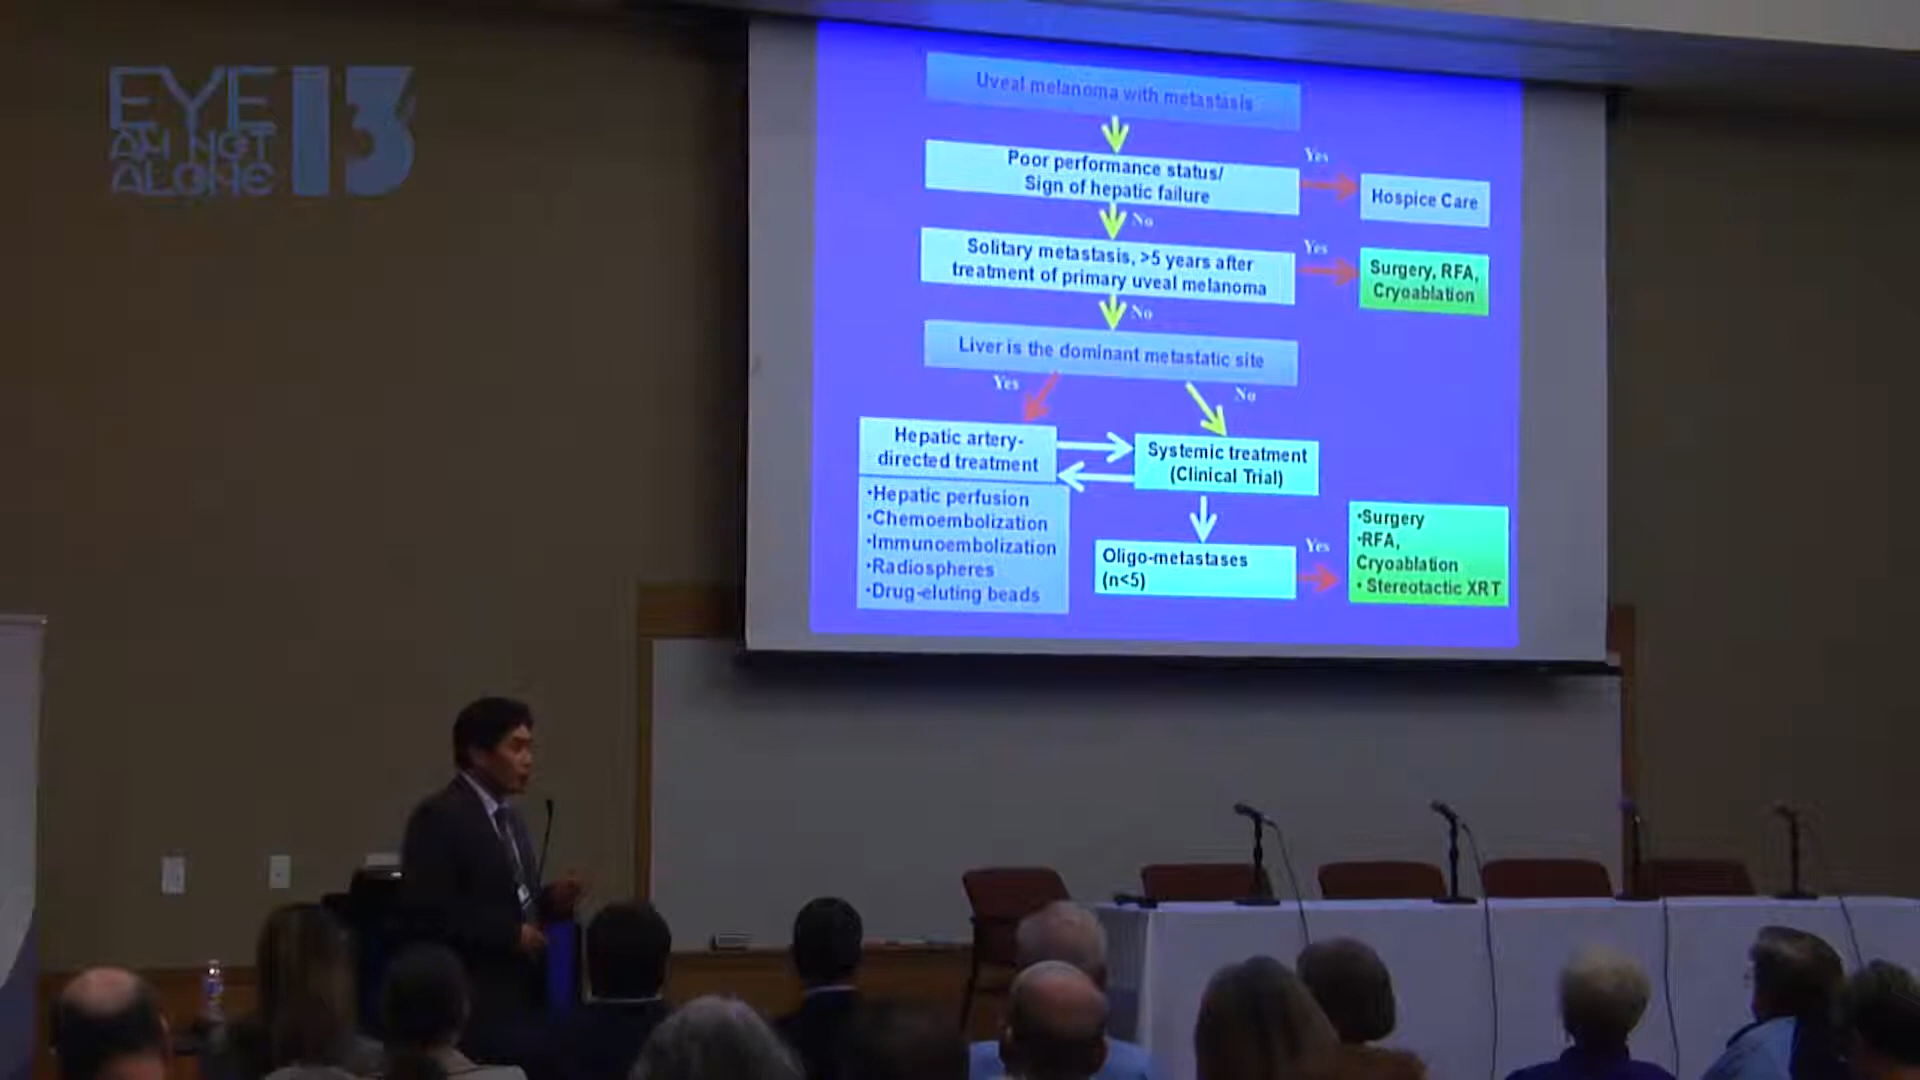 EYE
AM NOT
ALONE
13
Uveal melanoma with metastasis
Poor performance status/
Sign of hepatic failure
Yes
Hospice Care
No
Solitary metastasis, >5 years after
treatment of primary uveal melanoma
Yes
Surgery, RFA,
Cryoablation
No
Liver is the dominant metastatic site
Yes
No
Hepatic artery-
directed treatment
•Hepatic perfusion
•Chemoembolization
•Immunoembolization
•Radiospheres
•Drug-eluting beads
Systemic treatment
(Clinical Trial)
Oligo-metastases
(n<5)
Yes
•Surgery
•RFA,
Cryoablation
• Stereotactic XRT